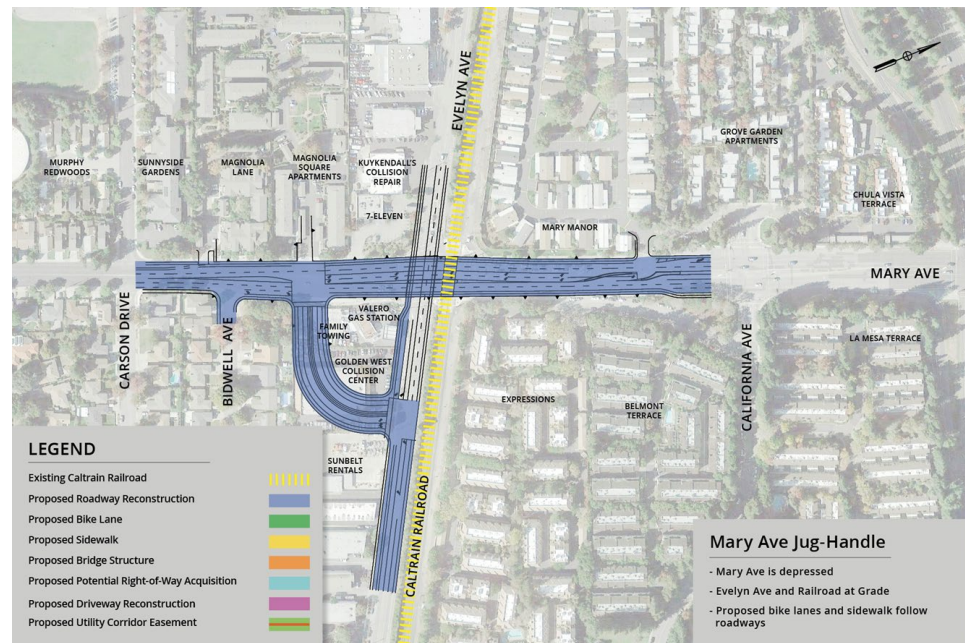 EVELYN AVE
MURPHY
REDWOODS
SUNNYSIDE
GARDENS
MAGNOLIA
LANE
MAGNOLIA
SQUARE
APARTMENTS
KUYKENDALL'S
COLLISION
REPAIR
7-ELEVEN
GROVE GARDEN
APARTMENTS
CHULA VISTA
TERRACE
MARY MANOR
MARY AVE
CARSON DRIVE
BIDWELL AVE
FAMILY
TOWING
VALERO
GAS STATION
GOLDEN WEST
COLLISION
CENTER
EXPRESSIONS
BELMONT
TERRACE
CALIFORNIA AVE
LA MESA TERRACE
SUNBELT
RENTALS
CALTRAIN RAILROAD
LEGEND
Existing Caltrain Railroad
Proposed Roadway Reconstruction
Proposed Bike Lane
Proposed Sidewalk
Proposed Bridge Structure
Proposed Potential Right-of-Way Acquisition
Proposed Driveway Reconstruction
Proposed Utility Corridor Easement
Mary Ave Jug-Handle
- Mary Ave is depressed
- Evelyn Ave and Railroad at Grade
- Proposed bike lanes and sidewalk follow
roadways